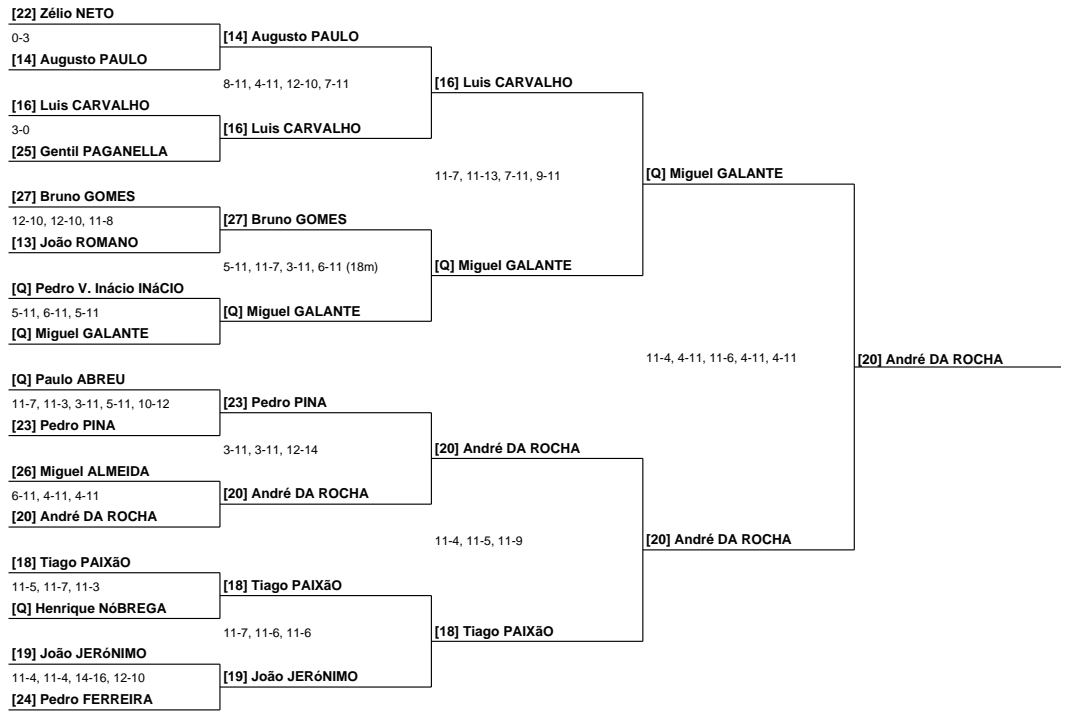 [22] Zélio NETO
0-3
[14] Augusto PAULO
[14] Augusto PAULO
8-11, 4-11, 12-10, 7-11
[16] Luis CARVALHO
[16] Luis CARVALHO
3-0
[16] Luis CARVALHO
[25] Gentil PAGANELLA
11-7, 11-13, 7-11, 9-11
[Q] Miguel GALANTE
[27] Bruno GOMES
12-10, 12-10, 11-8
[27] Bruno GOMES
[13] João ROMANO
5-11, 11-7, 3-11, 6-11 (18m)
[Q] Miguel GALANTE
[Q] Pedro V. Inácio INáCIO
5-11, 6-11, 5-11
[Q] Miguel GALANTE
[Q] Miguel GALANTE
11-4, 4-11, 11-6, 4-11, 4-11
[20] André DA ROCHA
[Q] Paulo ABREU
11-7, 11-3, 3-11, 5-11, 10-12
[23] Pedro PINA
[23] Pedro PINA
3-11, 3-11, 12-14
[20] André DA ROCHA
[26] Miguel ALMEIDA
6-11, 4-11, 4-11
[20] André DA ROCHA
[20] André DA ROCHA
11-4, 11-5, 11-9
[20] André DA ROCHA
[18] Tiago PAIXãO
11-5, 11-7, 11-3
[18] Tiago PAIXãO
[Q] Henrique NóBREGA
11-7, 11-6, 11-6
[18] Tiago PAIXãO
[19] João JERóNIMO
11-4, 11-4, 14-16, 12-10
[19] João JERóNIMO
[24] Pedro FERREIRA